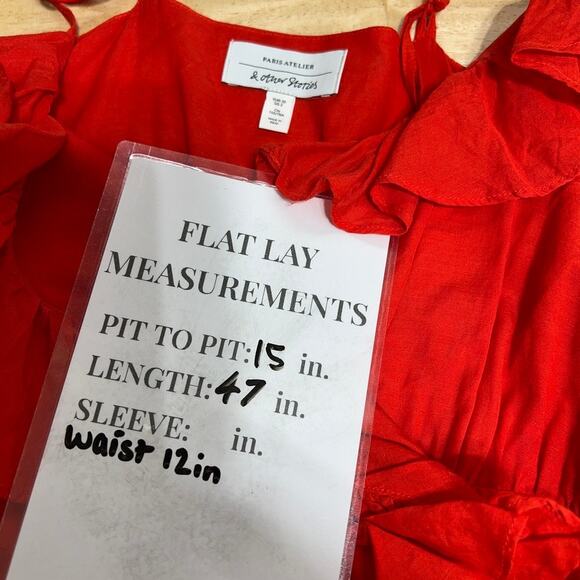 PARIS ATELIER
& other Stories
FLAT LAY
MEASUREMENTS
PIT TO PIT: 15 in.
LENGTH: 47 in.
SLEEVE: in.
waist 12in